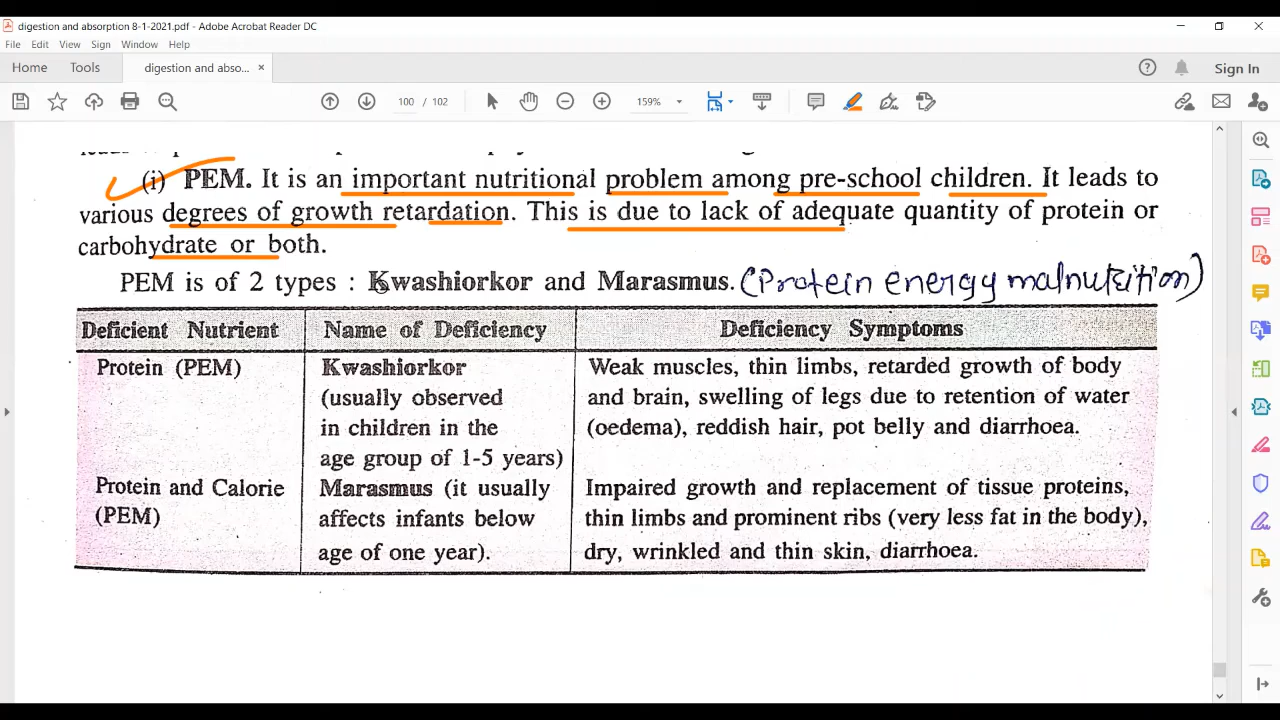 digestion and absorption 8-1-2021.pdf - Adobe Acrobat Reader DC
File Edit View Sign Window Help
Home Tools digestion and abso... ×
Sign In
100 / 102
159%
(i) PEM. It is an important nutritional problem among pre-school children. It leads to
various degrees of growth retardation. This is due to lack of adequate quantity of protein or
carbohydrate or both.
PEM is of 2 types : Kwashiorkor and Marasmus. (Protein energy malnutrition)
Deficient Nutrient Name of Deficiency Deficiency Symptoms
Protein (PEM) Kwashiorkor Weak muscles, thin limbs, retarded growth of body
(usually observed and brain, swelling of legs due to retention of water
in children in the (oedema), reddish hair, pot belly and diarrhoea.
age group of 1-5 years)
Protein and Calorie Marasmus (it usually Impaired growth and replacement of tissue proteins,
(PEM) affects infants below thin limbs and prominent ribs (very less fat in the body),
age of one year). dry, wrinkled and thin skin, diarrhoea.